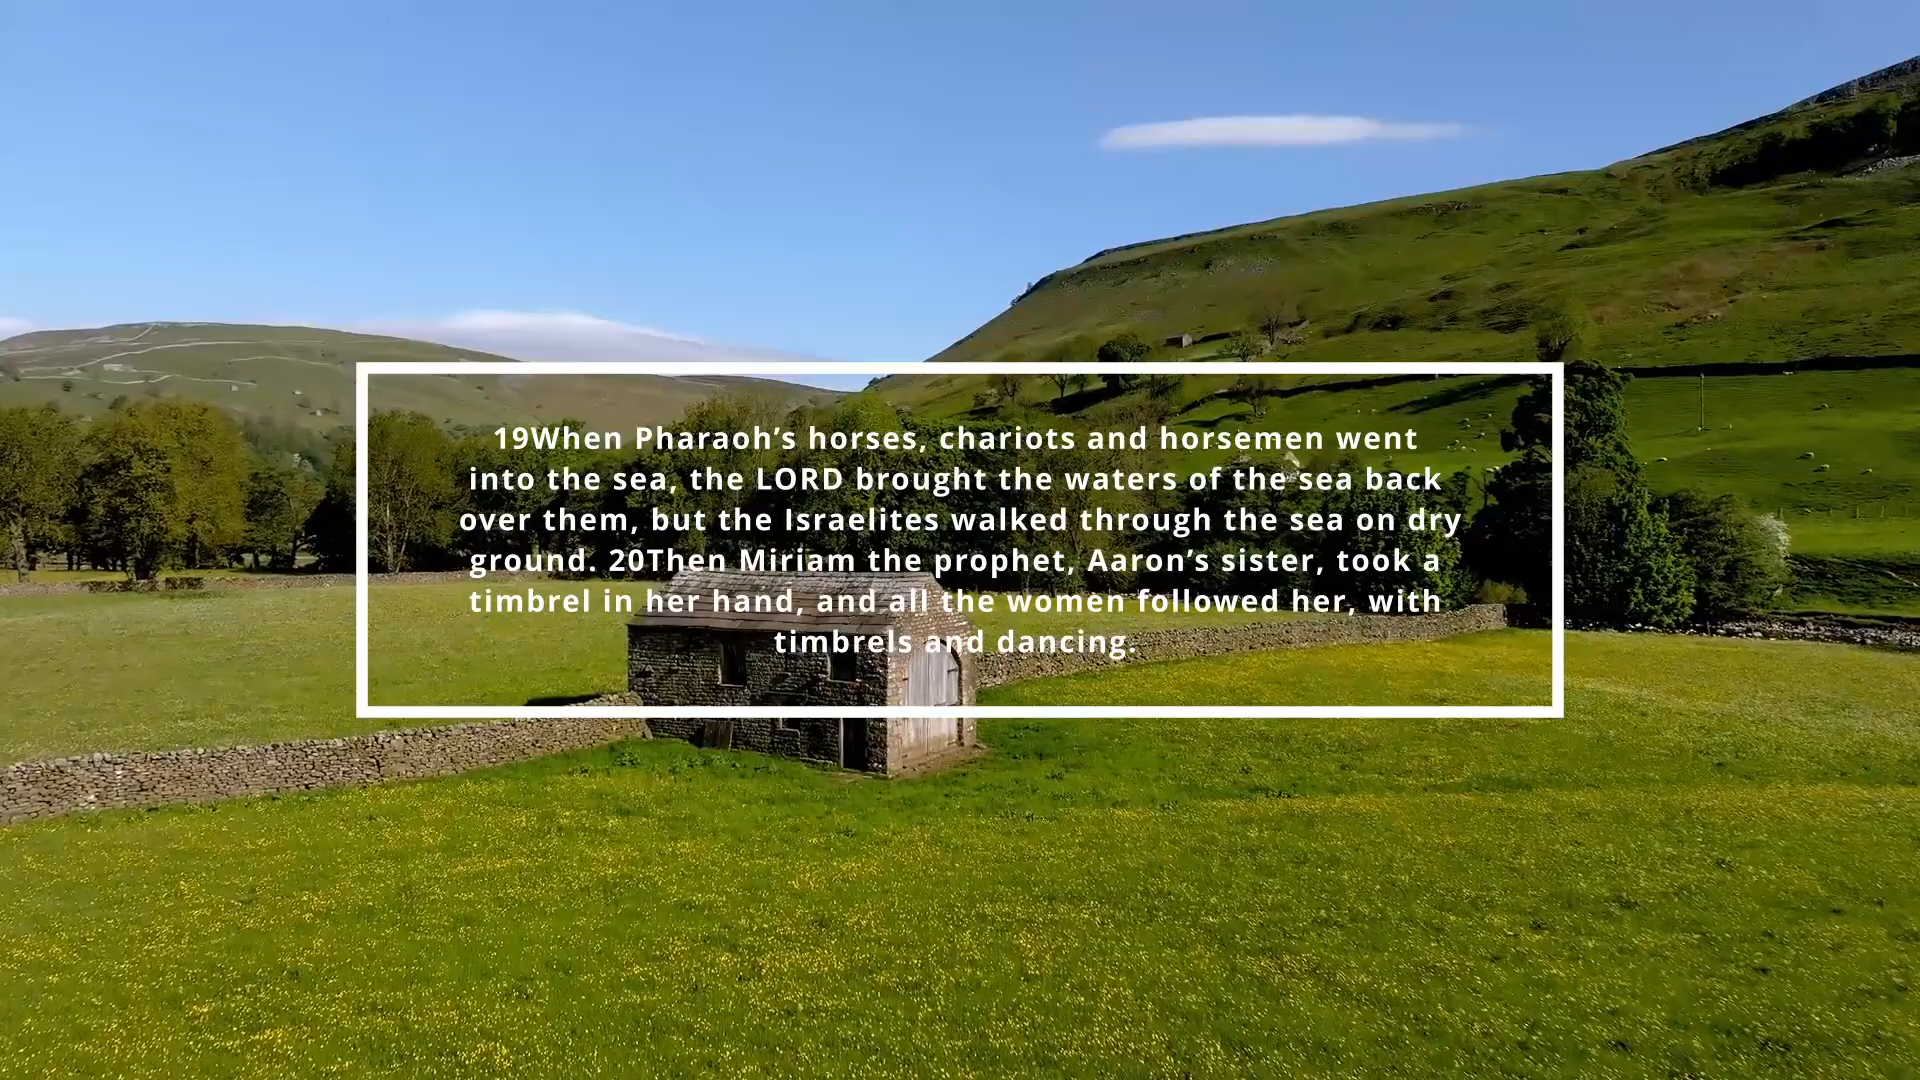 19When Pharaoh’s horses, chariots and horsemen went
into the sea, the LORD brought the waters of the sea back
over them, but the Israelites walked through the sea on dry
ground. 20Then Miriam the prophet, Aaron’s sister, took a
timbrel in her hand, and all the women followed her, with
timbrels and dancing.